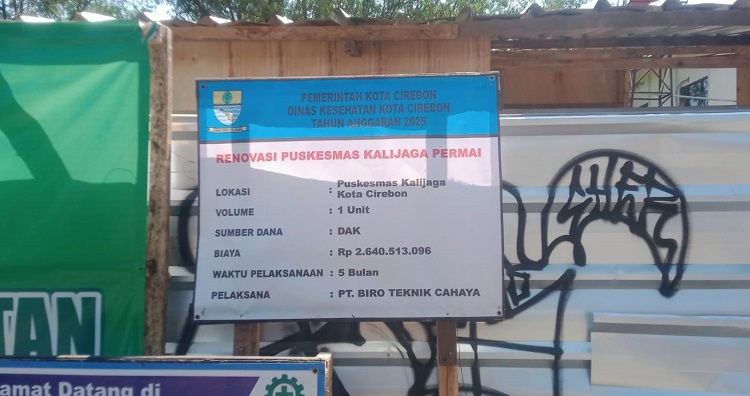 PEMERINTAH KOTA CIREBON
DINAS KESEHATAN KOTA CIREBON
TAHUN ANGGARAN 2025
RENOVASI PUSKESMAS KALIJAGA PERMAI
LOKASI : Puskesmas Kalijaga
Kota Cirebon
VOLUME : 1 Unit
SUMBER DANA : DAK
BIAYA : Rp 2.640.513.096
WAKTU PELAKSANAAN : 5 Bulan
PELAKSANA : PT. BIRO TEKNIK CAHAYA
TAN
amat Datang di